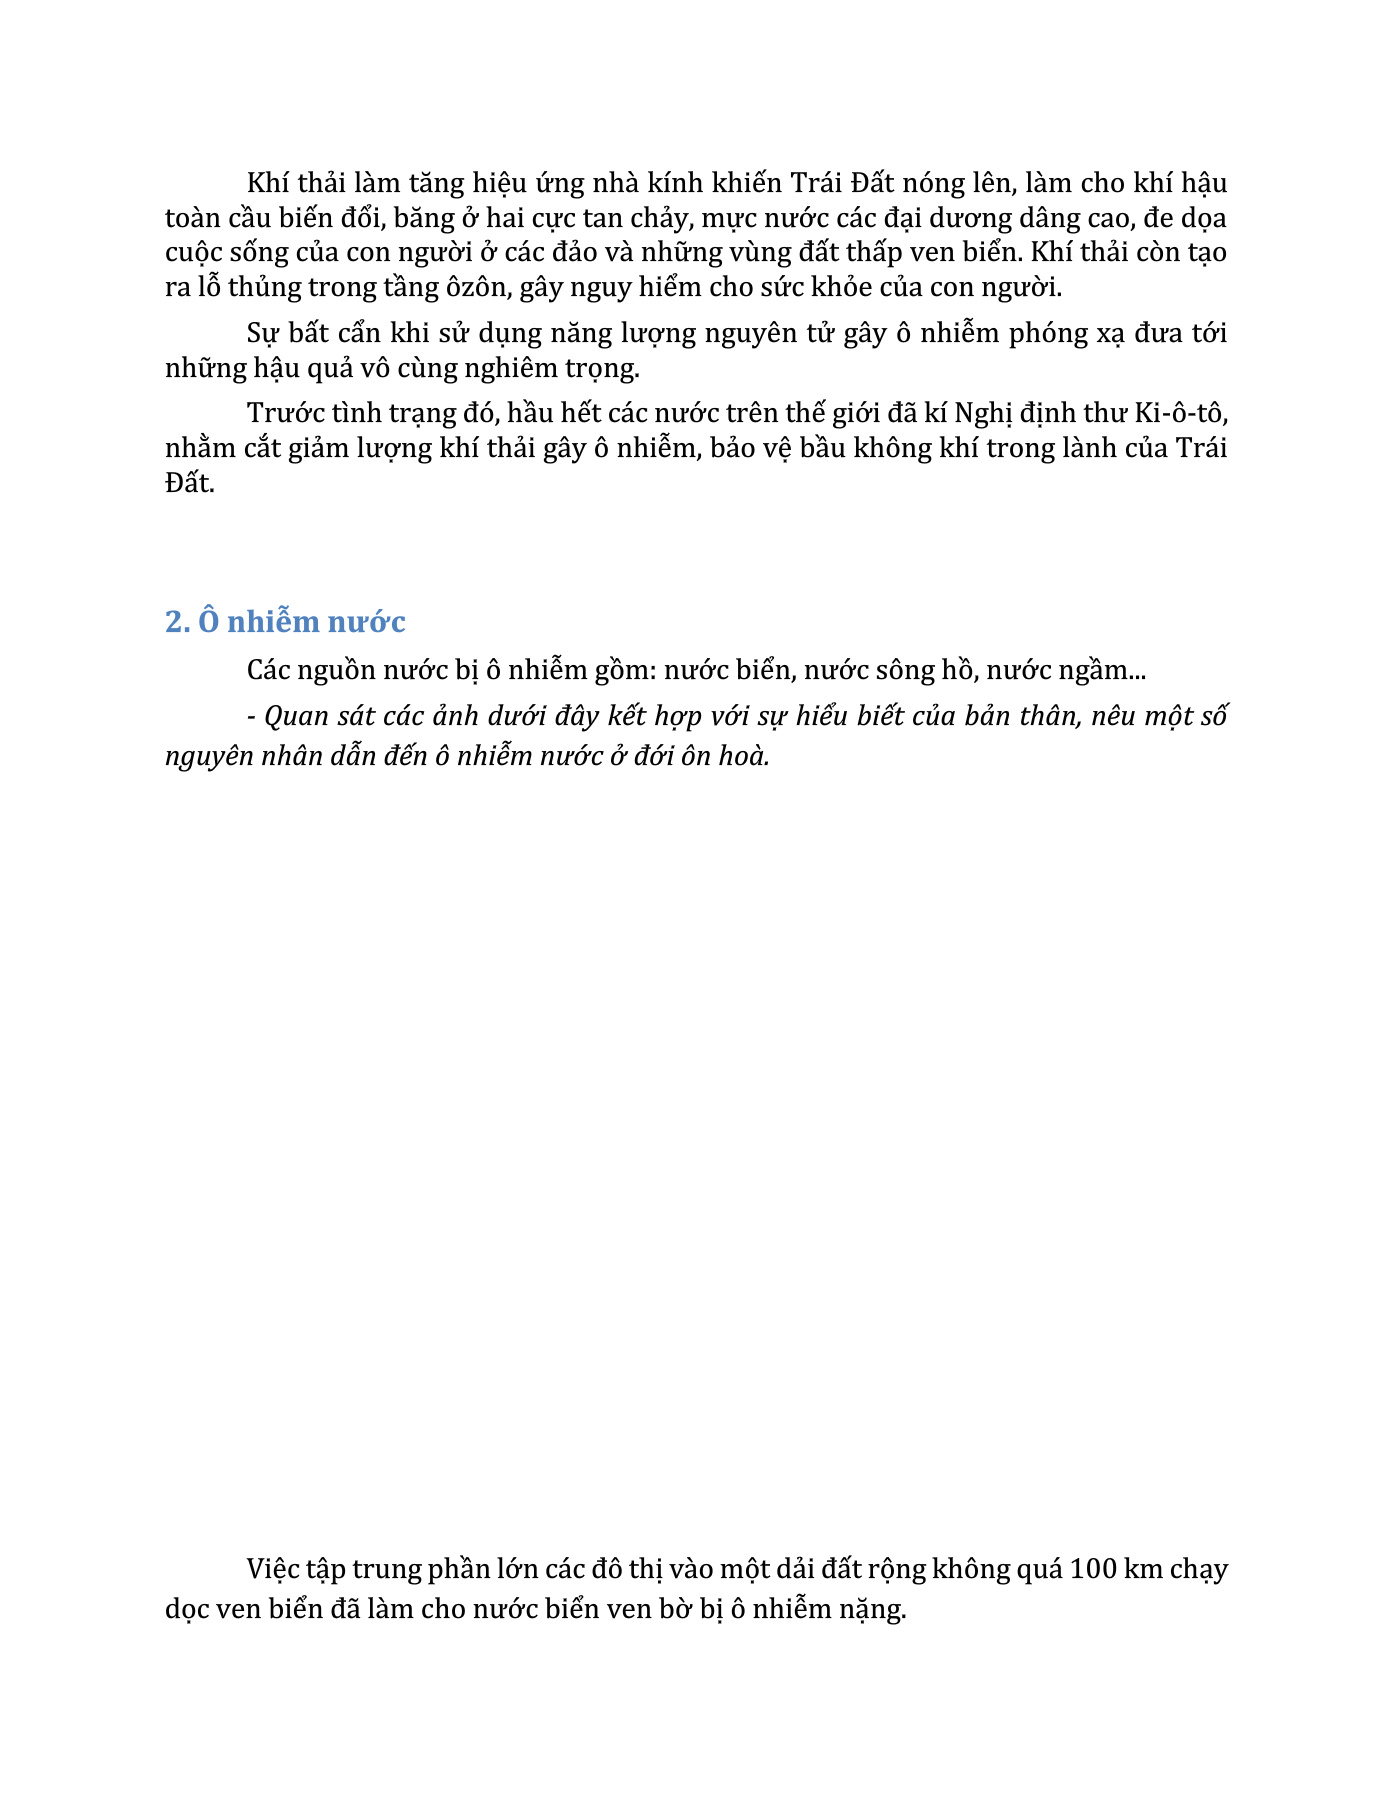 Khí thải làm tăng hiệu ứng nhà kính khiến Trái Đất nóng lên, làm cho khí hậu
toàn cầu biến đổi, băng ở hai cực tan chảy, mực nước các đại dương dâng cao, đe dọa
cuộc sống của con người ở các đảo và những vùng đất thấp ven biển. Khí thải còn tạo
ra lỗ thủng trong tầng ôzôn, gây nguy hiểm cho sức khỏe của con người.
Sự bất cẩn khi sử dụng năng lượng nguyên tử gây ô nhiễm phóng xạ đưa tới
những hậu quả vô cùng nghiêm trọng.
Trước tình trạng đó, hầu hết các nước trên thế giới đã kí Nghị định thư Ki-ô-tô,
nhằm cắt giảm lượng khí thải gây ô nhiễm, bảo vệ bầu không khí trong lành của Trái
Đất.
2. Ô nhiễm nước
Các nguồn nước bị ô nhiễm gồm: nước biển, nước sông hồ, nước ngầm...
- Quan sát các ảnh dưới đây kết hợp với sự hiểu biết của bản thân, nêu một số
nguyên nhân dẫn đến ô nhiễm nước ở đới ôn hoà.
Việc tập trung phần lớn các đô thị vào một dải đất rộng không quá 100 km chạy
dọc ven biển đã làm cho nước biển ven bờ bị ô nhiễm nặng.